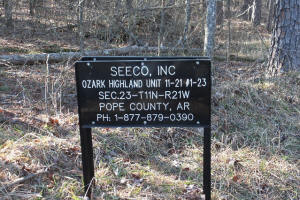 SEECO, INC
OZARK HIGHLAND UNIT 11-21 #1-23
SEC.23-T11N-R21W
POPE COUNTY, AR
PH: 1-877-879-0390